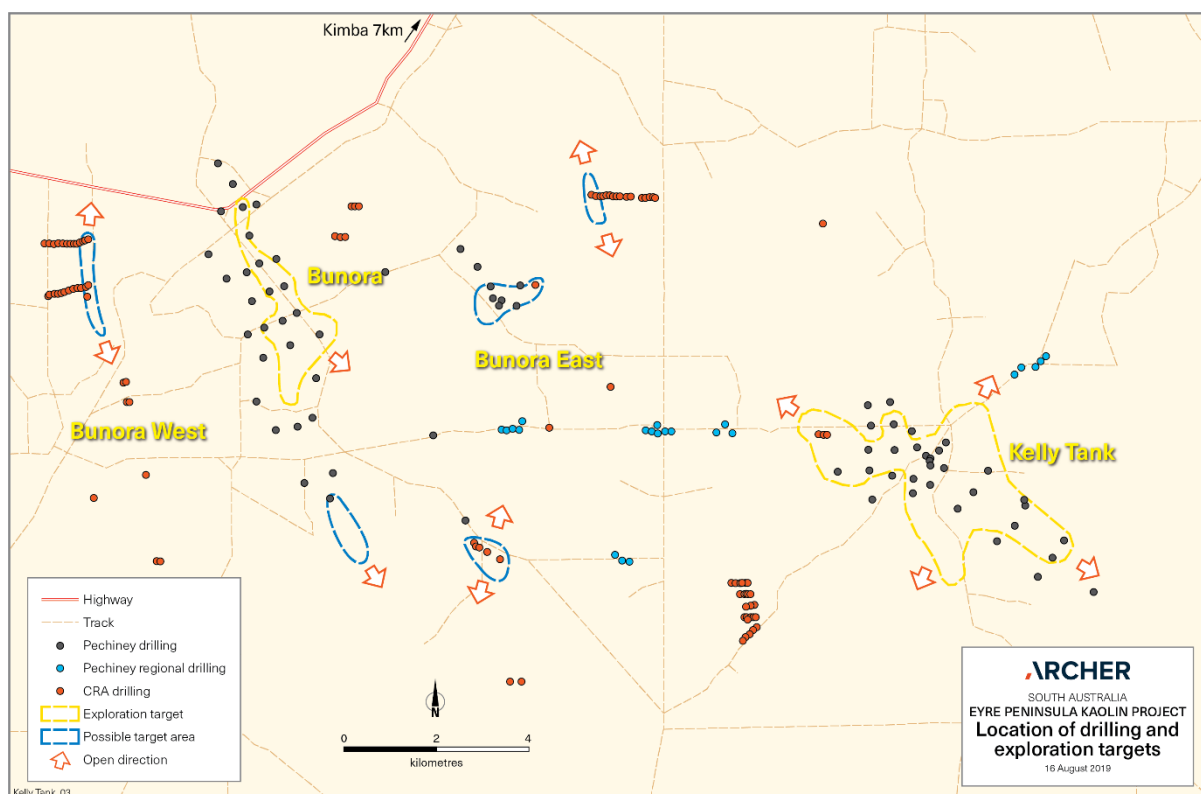 Kimba 7km
Bunora
Bunora East
Bunora West
Kelly Tank
Highway
Track
Pechiney drilling
Pechiney regional drilling
CRA drilling
Exploration target
Possible target area
Open direction
N
0 2 4
kilometres
ARCHER
SOUTH AUSTRALIA
EYRE PENINSULA KAOLIN PROJECT
Location of drilling and
exploration targets
16 August 2019
Kelly Tank_03